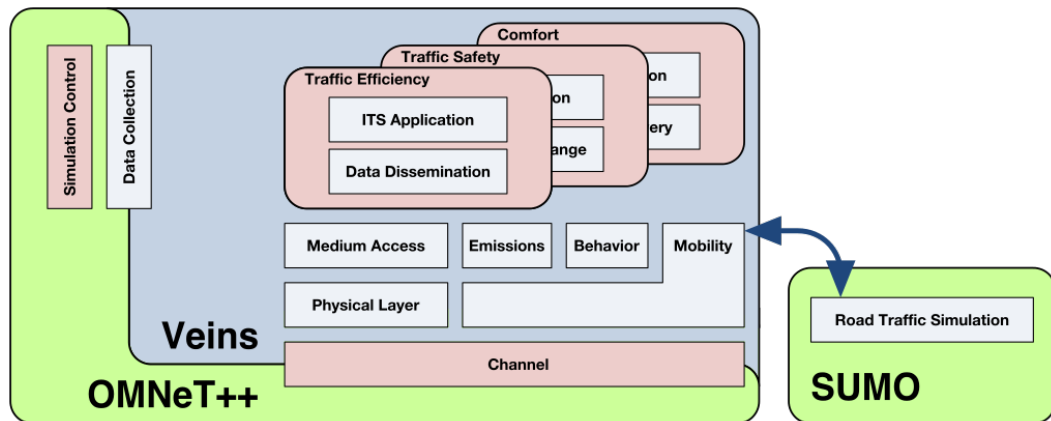 Comfort
Traffic Safety
Traffic Efficiency
on
on
ITS Application
ery
ange
Data Dissemination
Simulation Control
Data Collection
Medium Access
Emissions
Behavior
Mobility
Physical Layer
Road Traffic Simulation
Veins
Channel
OMNeT++
SUMO